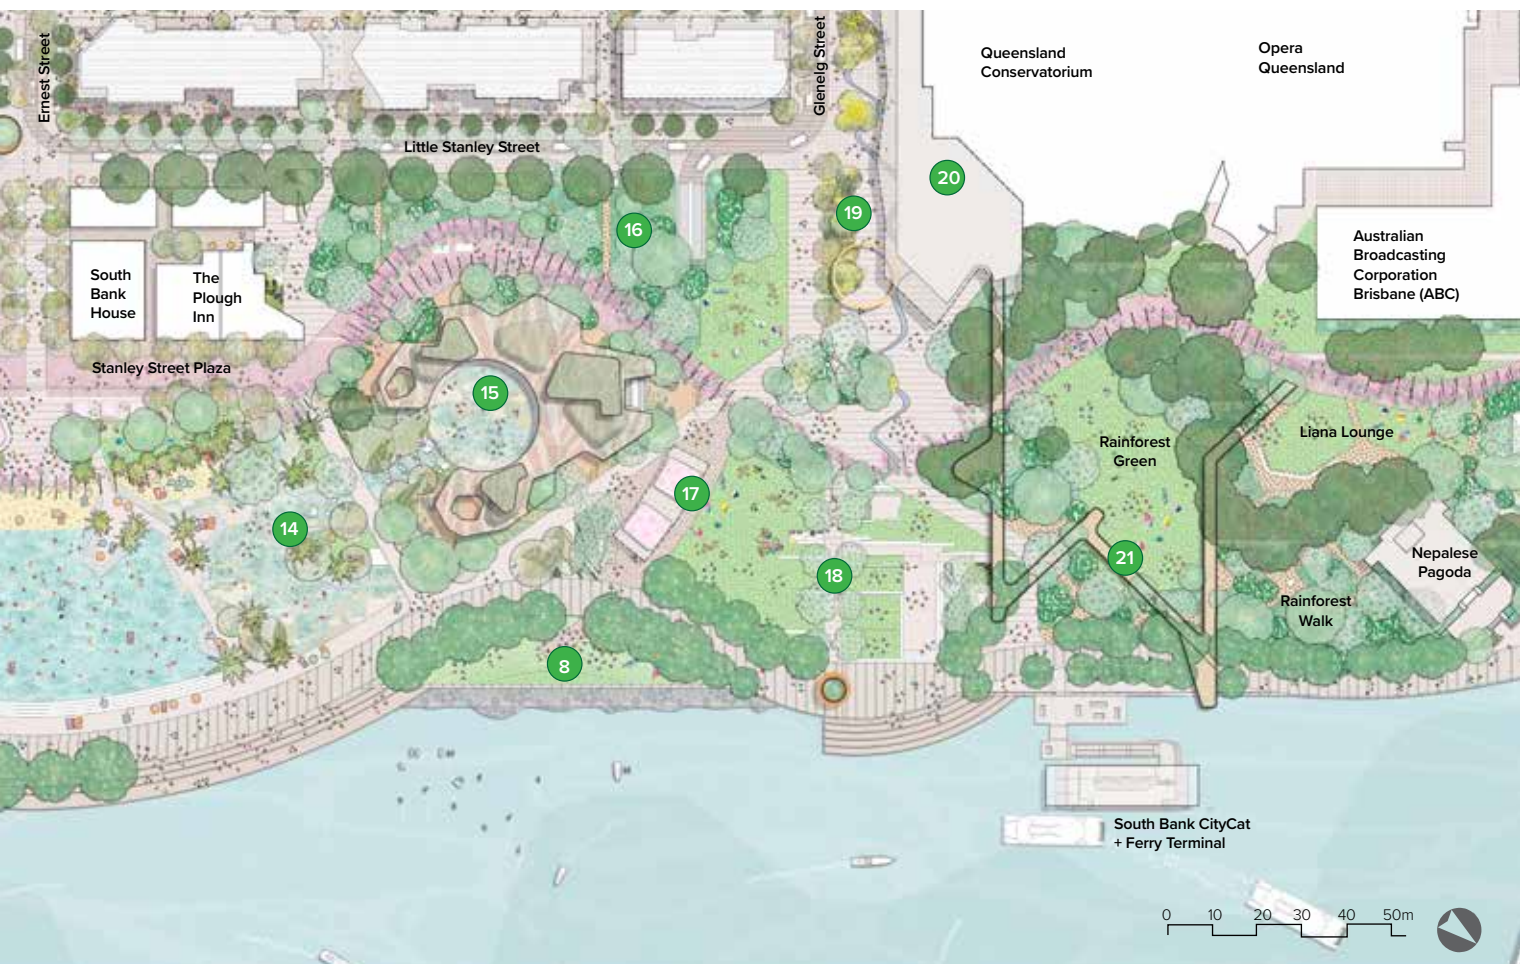 Ernest Street
Glenelg Street
Queensland
Conservatorium
Opera
Queensland
Little Stanley Street
20
19
16
Australian
Broadcasting
Corporation
Brisbane (ABC)
South
Bank
House
The
Plough
Inn
Stanley Street Plaza
15
Rainforest
Green
Liana Lounge
17
14
21
18
Nepalese
Pagoda
Rainforest
Walk
8
South Bank CityCat
+ Ferry Terminal
0 10 20 30 40 50m